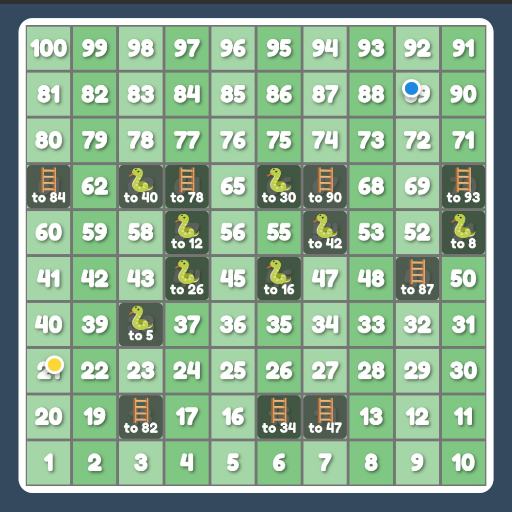 100 99 98 97 96 95 94 93 92 91
81 82 83 84 85 86 87 88 90
80 79 78 77 76 75 74 73 72 71
to 84 62 to 40 to 78 65 to 30 to 90 68 69 to 93
60 59 58 to 12 56 55 to 42 53 52 to 8
41 42 43 to 26 45 to 16 47 48 to 87 50
40 39 to 5 37 36 35 34 33 32 31
22 23 24 25 26 27 28 29 30
20 19 to 82 17 16 to 34 to 47 13 12 11
1 2 3 4 5 6 7 8 9 10